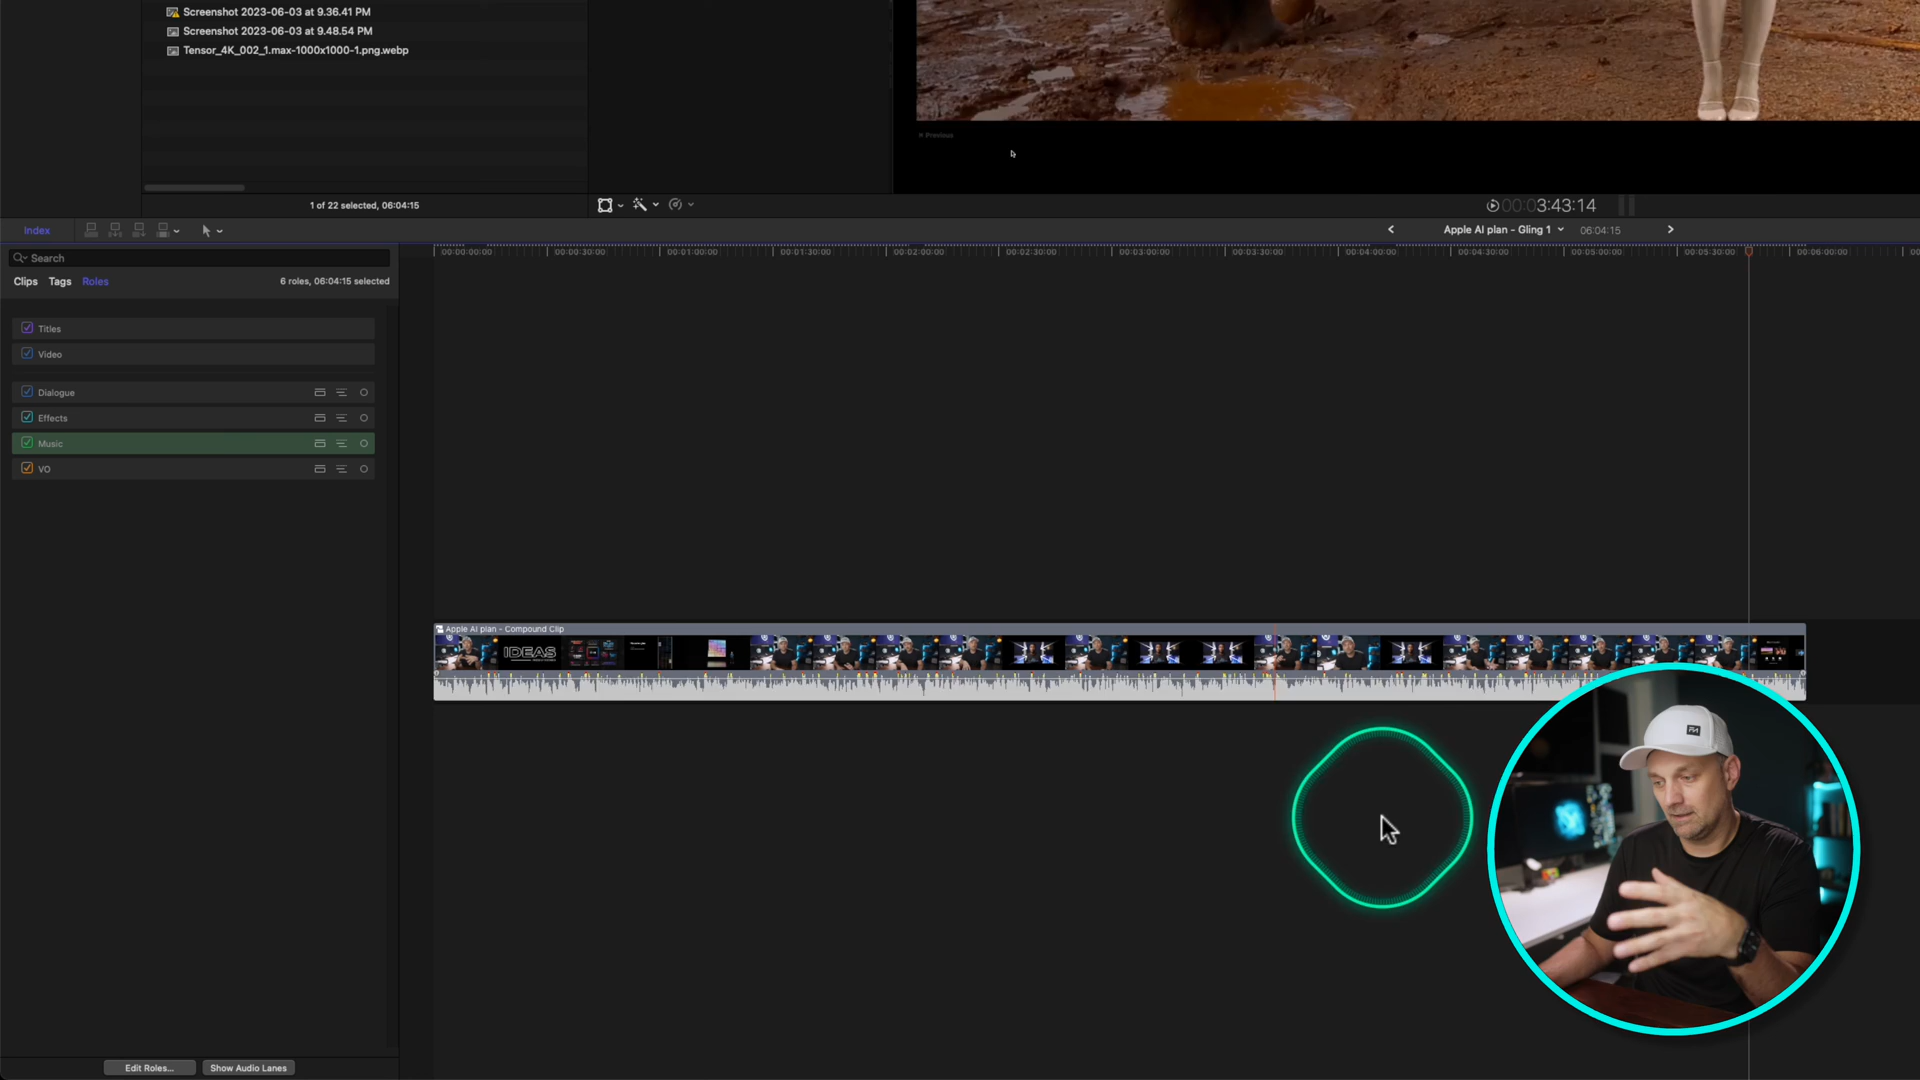 Screenshot 2023-06-03 at 9.36.41 PM
Screenshot 2023-06-03 at 9.48.54 PM
Tensor_4K_002_1.max-1000x1000-1.png.webp
Previous
1 of 22 selected, 06:04:15
00:00:03:43:14
Index
Apple AI plan - Gling 1
06:04:15
Search
00:00:00:00
00:00:30:00
00:01:00:00
00:01:30:00
00:02:00:00
00:02:30:00
00:03:00:00
00:03:30:00
00:04:00:00
00:04:30:00
00:05:00:00
00:05:30:00
00:06:00:00
Clips Tags Roles
6 roles, 06:04:15 selected
Titles
Video
Dialogue
Effects
Music
VO
Apple AI plan - Compound Clip
IDEAS
Edit Roles...
Show Audio Lanes